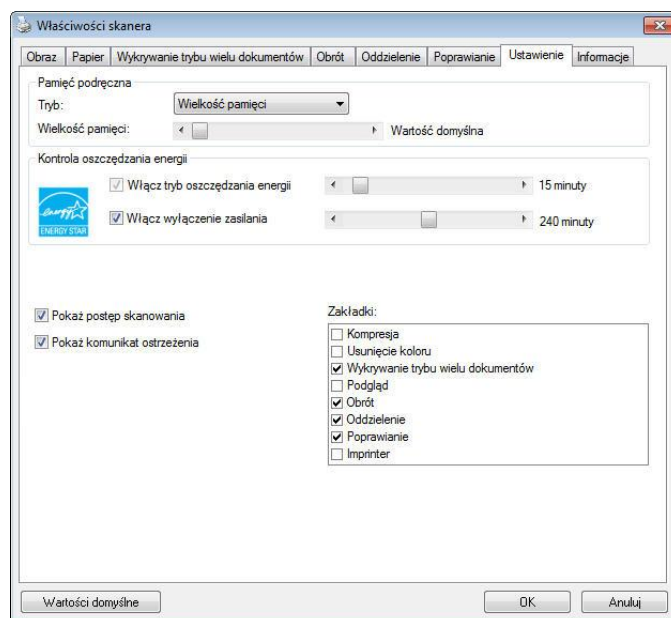 Właściwości skanera
Obraz Papier Wykrywanie trybu wielu dokumentów Obrót Oddzielenie Poprawianie Ustawienie Informacje
Pamięć podręczna
Tryb: Wielkość pamięci
Wielkość pamięci: Wartość domyślna
Kontrola oszczędzania energii
Włącz tryb oszczędzania energii 15 minuty
energy
ENERGY STAR
Włącz wyłączenie zasilania 240 minuty
Pokaż postęp skanowania
Pokaż komunikat ostrzeżenia
Zakładki:
Kompresja
Usunięcie koloru
Wykrywanie trybu wielu dokumentów
Podgląd
Obrót
Oddzielenie
Poprawianie
Imprinter
Wartości domyślne OK Anuluj